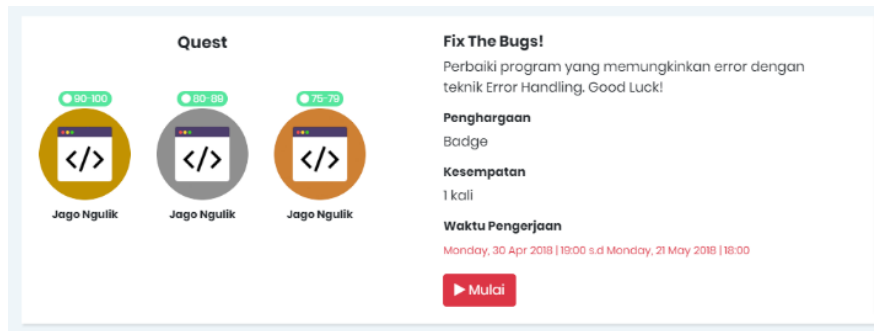 Quest
90-100
80-89
75-79
</>
</>
</>
Jago Ngulik
Jago Ngulik
Jago Ngulik
Fix The Bugs!
Perbaiki program yang memungkinkan error dengan
teknik Error Handling. Good Luck!
Penghargaan
Badge
Kesempatan
1 kali
Waktu Pengerjaan
Monday, 30 Apr 2018 | 19:00 s.d Monday, 21 May 2018 | 18:00
Mulai